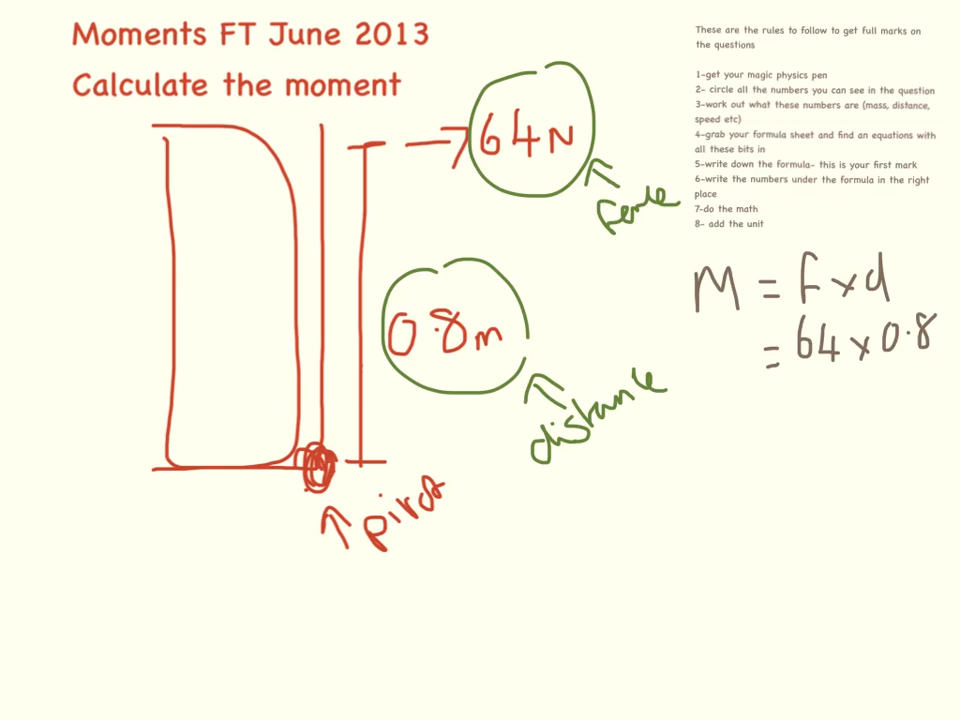 Moments FT June 2013
Calculate the moment
64N
force
0.8m
distance
pivot
These are the rules to follow to get full marks on
the questions
1-get your magic physics pen
2- circle all the numbers you can see in the question
3-work out what these numbers are (mass, distance,
speed etc)
4-grab your formula sheet and find an equations with
all these bits in
5-write down the formula- this is your first mark
6-write the numbers under the formula in the right
place
7-do the math
8- add the unit
M = F x d
= 64 x 0.8